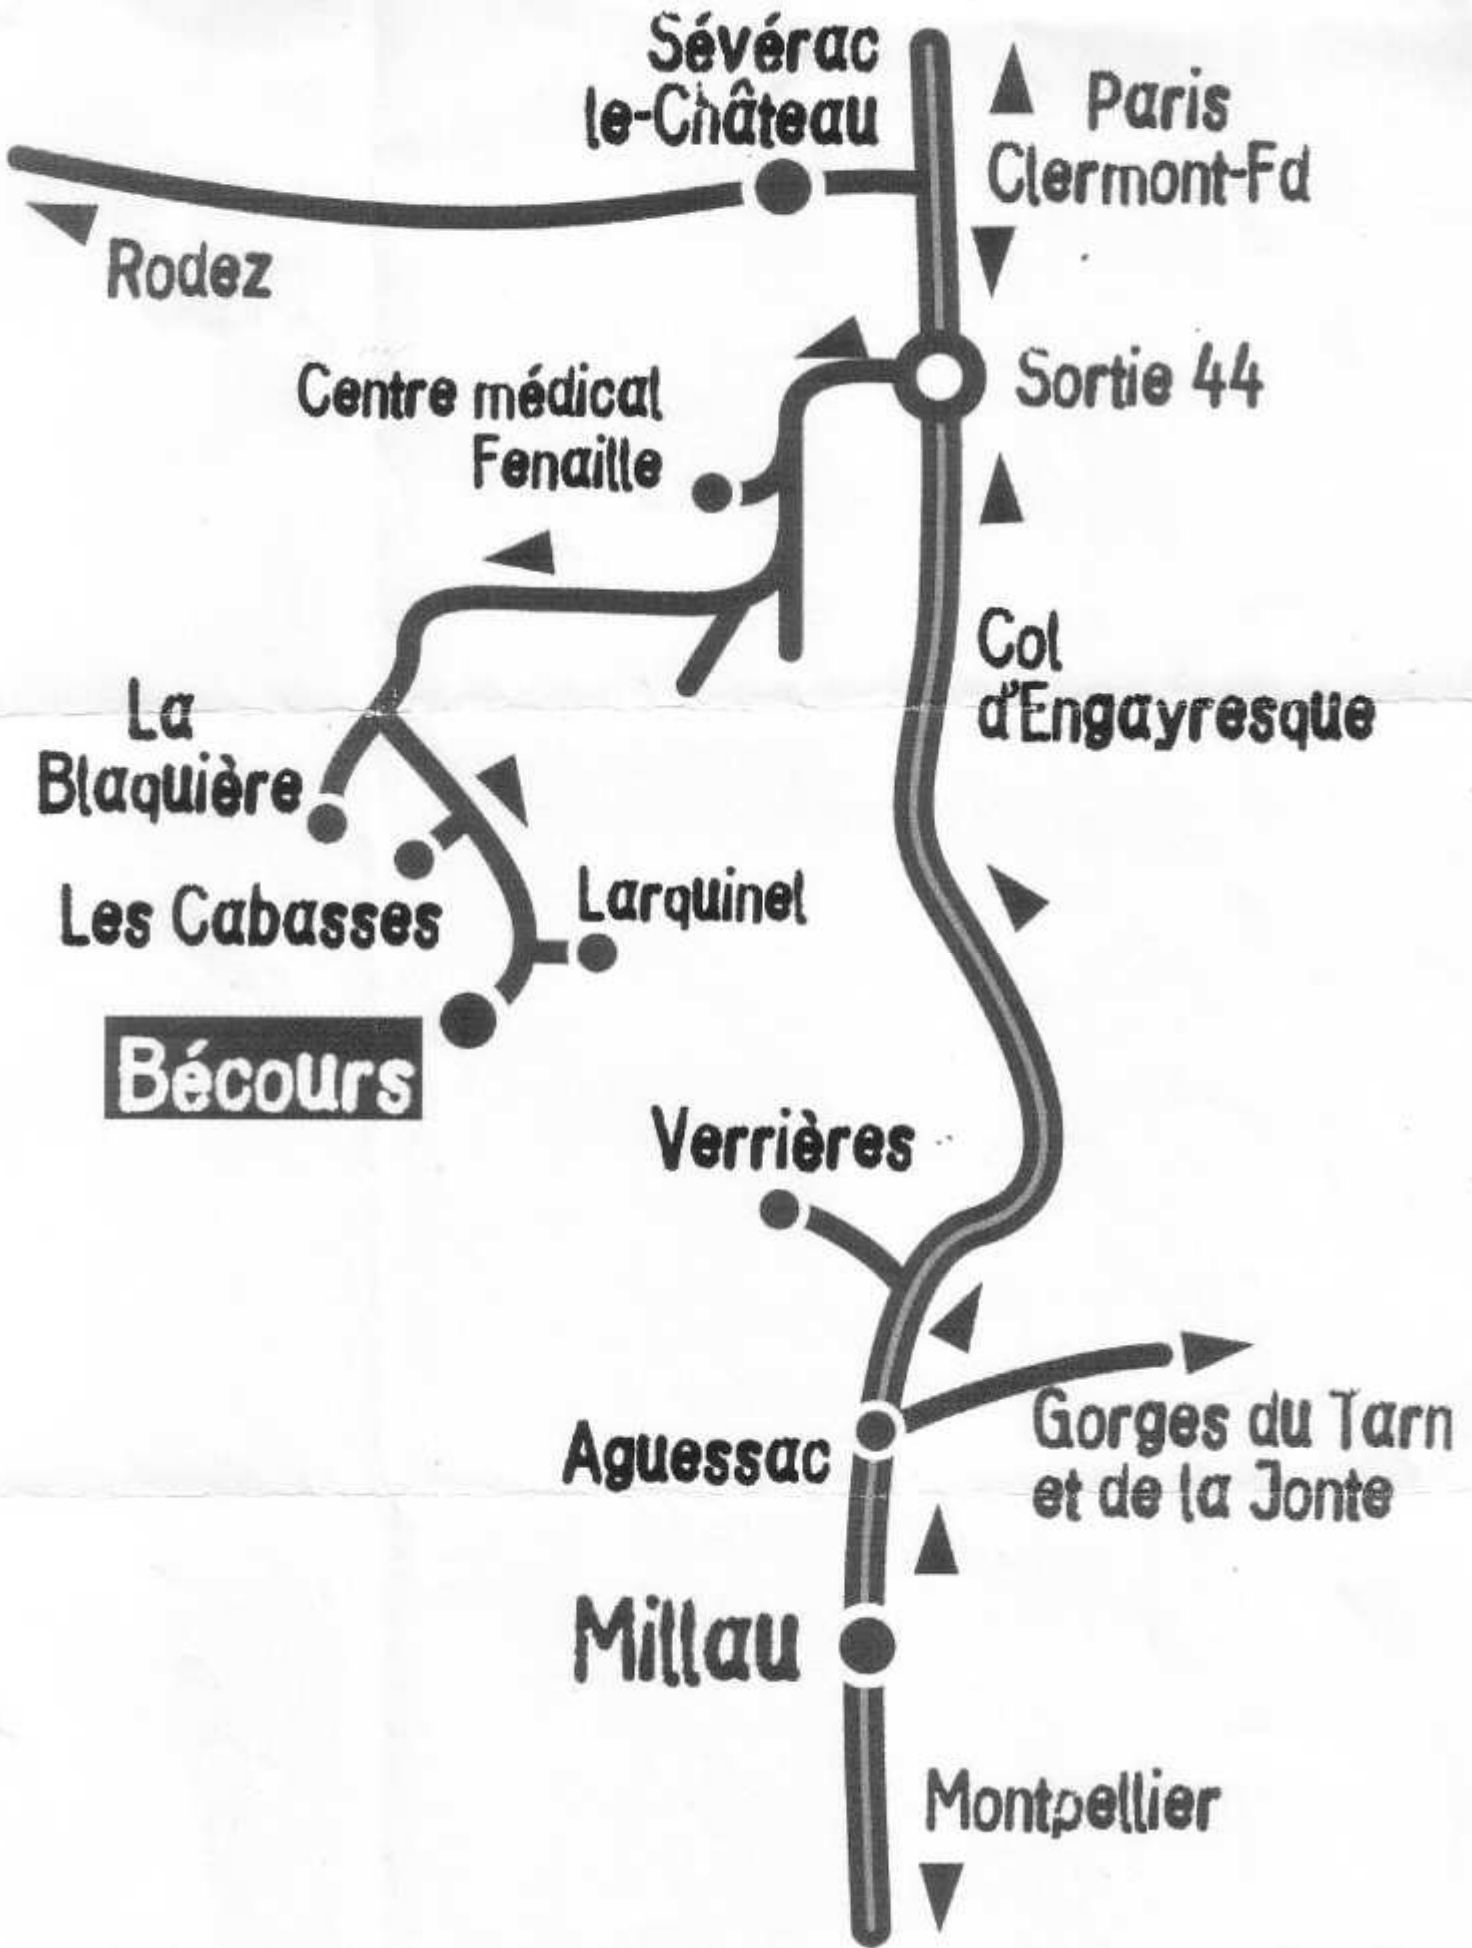 Sévérac
le-Château
Paris
Clermont-Fd
Rodez
Sortie 44
Centre médical
Fenaille
Col
d'Engayresque
La
Blaquière
Les Cabasses
Larquinel
Bécours
Verrières
Gorges du Tarn
et de la Jonte
Aguessac
Millau
Montpellier